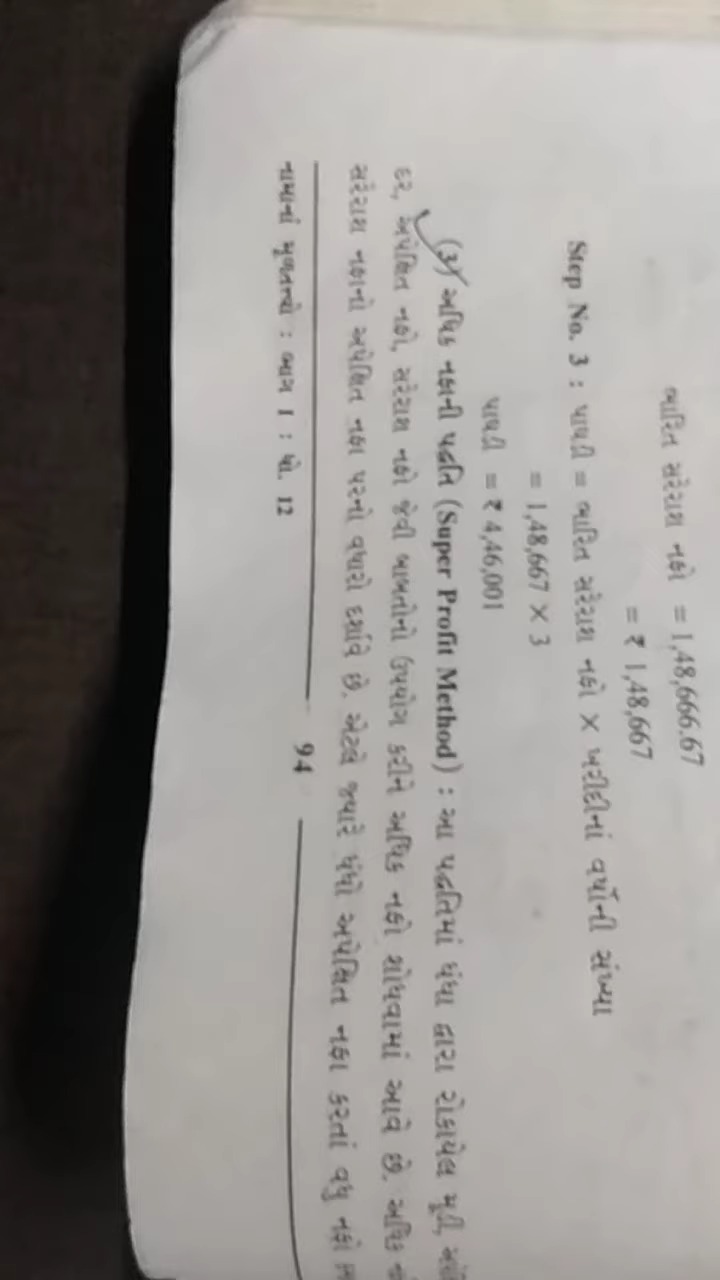 ભારિત સરેરાશ નફો = 1,48,666.67
= ₹ 1,48,667
Step No. 3 : પાઘડી = ભારિત સરેરાશ નફો × ખરીદીનાં વર્ષોની સંખ્યા
= 1,48,667 × 3
પાઘડી = ₹ 4,46,001
(3) અધિક નફાની પદ્ધતિ (Super Profit Method) : આ પદ્ધતિમાં ધંધા દ્વારા રોકાયેલ મૂડી,
દર, અપેક્ષિત નફો, સરેરાશ નફો જેવી બાબતોનો ઉપયોગ કરીને અધિક નફો શોધવામાં આવે છે. અધિક
સરેરાશ નફાનો અપેક્ષિત નફા પરનો વધારો દર્શાવે છે. એટલે જ્યારે ધંધો અપેક્ષિત નફા કરતાં વધુ નફો
94
નામાનાં મૂળતત્ત્વો : ભાગ 1 : ધો. 12